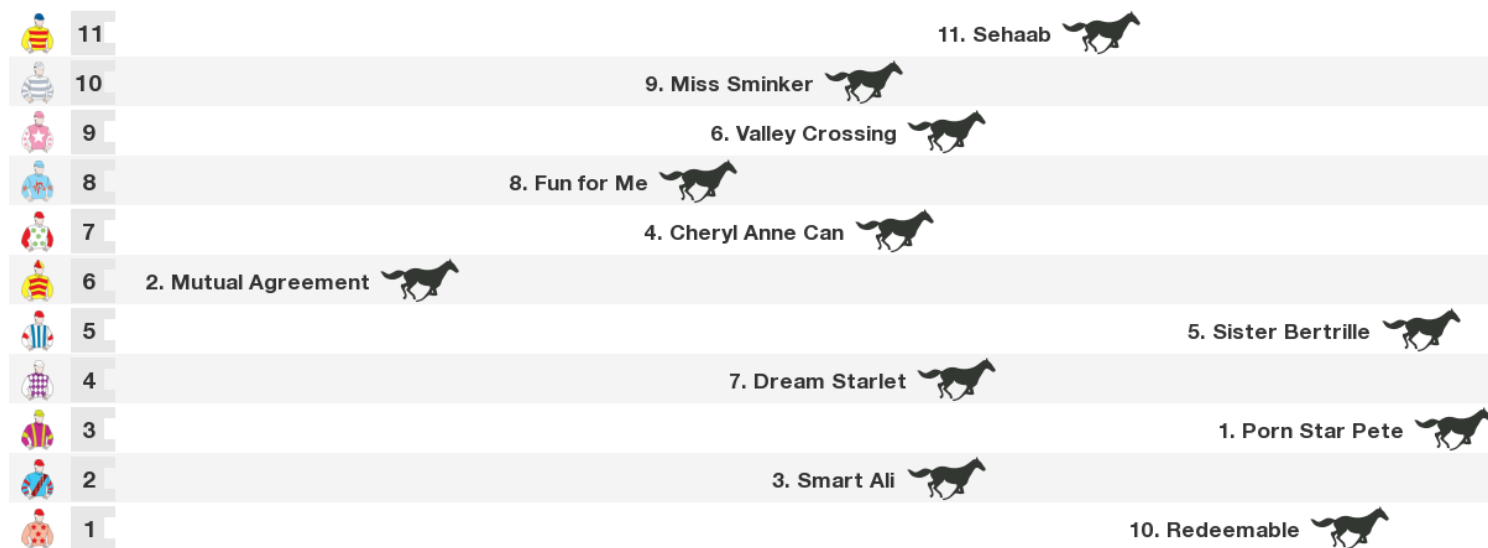 11 11. Sehaab
10 9. Miss Sminker
9 6. Valley Crossing
8 8. Fun for Me
7 4. Cheryl Anne Can
6 2. Mutual Agreement
5 5. Sister Bertrille
4 7. Dream Starlet
3 1. Porn Star Pete
2 3. Smart Ali
1 10. Redeemable